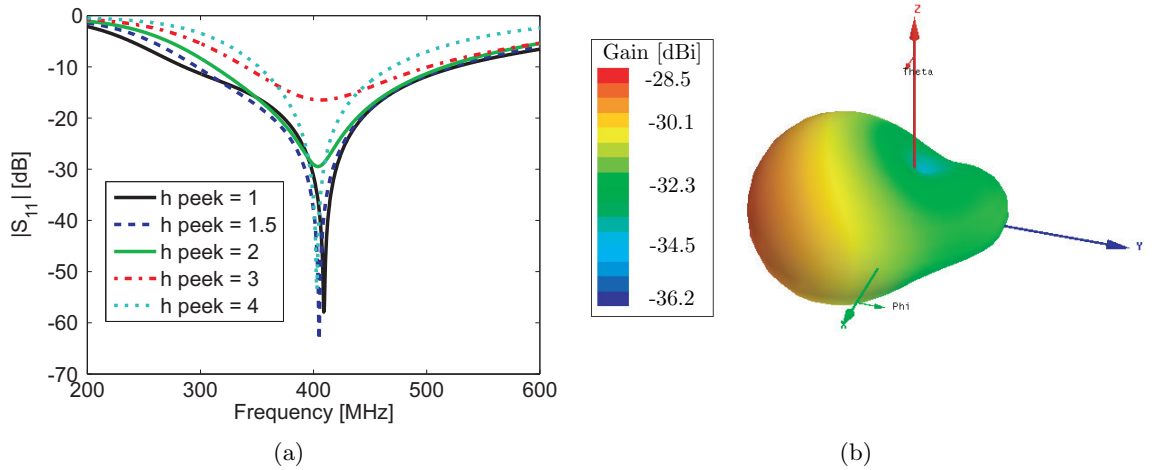 0
-10
-20
-30
-40
-50
-60
-70
200
300
400
500
600
|S11| [dB]
Frequency [MHz]
h peek = 1
h peek = 1.5
h peek = 2
h peek = 3
h peek = 4
(a)
Gain [dBi]
-28.5
-30.1
-32.3
-34.5
-36.2
Z
Theta
Y
X
Phi
(b)